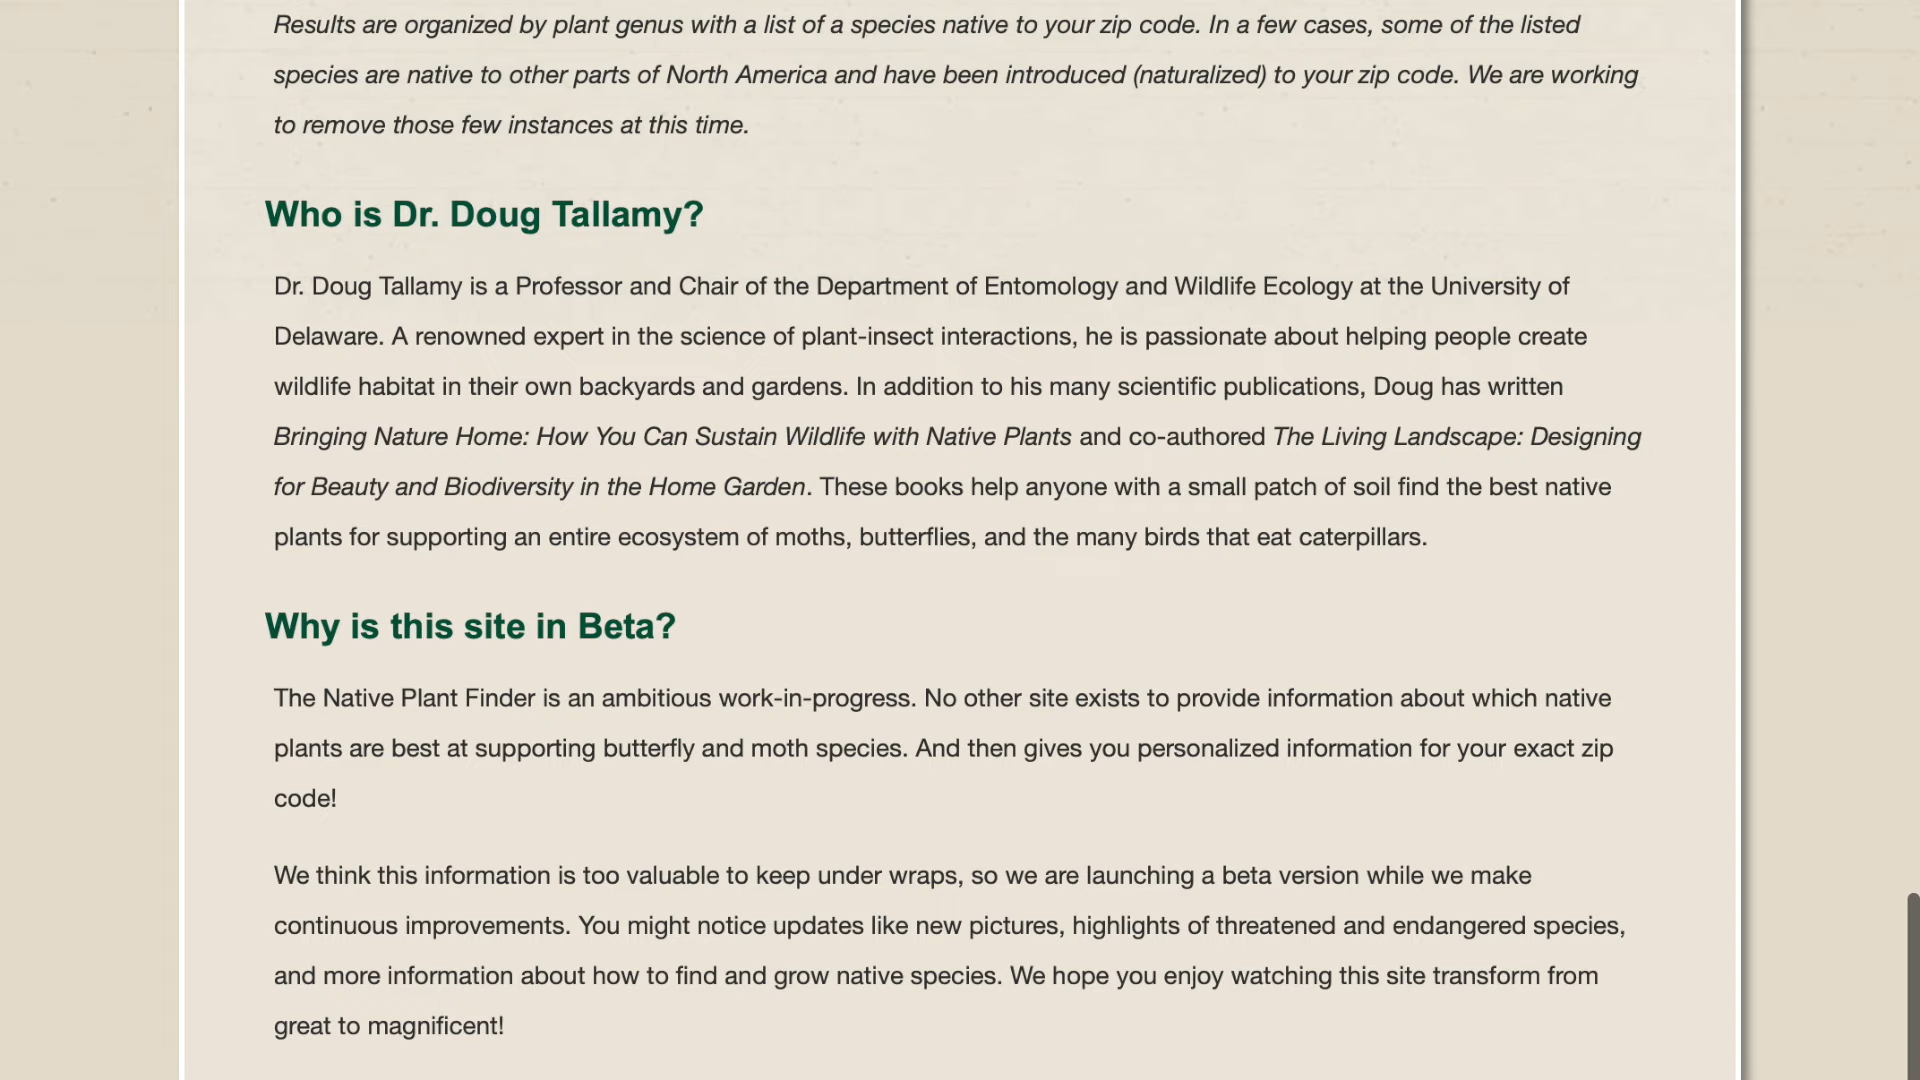 Results are organized by plant genus with a list of a species native to your zip code. In a few cases, some of the listed
species are native to other parts of North America and have been introduced (naturalized) to your zip code. We are working
to remove those few instances at this time.
Who is Dr. Doug Tallamy?
Dr. Doug Tallamy is a Professor and Chair of the Department of Entomology and Wildlife Ecology at the University of
Delaware. A renowned expert in the science of plant-insect interactions, he is passionate about helping people create
wildlife habitat in their own backyards and gardens. In addition to his many scientific publications, Doug has written
Bringing Nature Home: How You Can Sustain Wildlife with Native Plants and co-authored The Living Landscape: Designing
for Beauty and Biodiversity in the Home Garden. These books help anyone with a small patch of soil find the best native
plants for supporting an entire ecosystem of moths, butterflies, and the many birds that eat caterpillars.
Why is this site in Beta?
The Native Plant Finder is an ambitious work-in-progress. No other site exists to provide information about which native
plants are best at supporting butterfly and moth species. And then gives you personalized information for your exact zip
code!
We think this information is too valuable to keep under wraps, so we are launching a beta version while we make
continuous improvements. You might notice updates like new pictures, highlights of threatened and endangered species,
and more information about how to find and grow native species. We hope you enjoy watching this site transform from
great to magnificent!